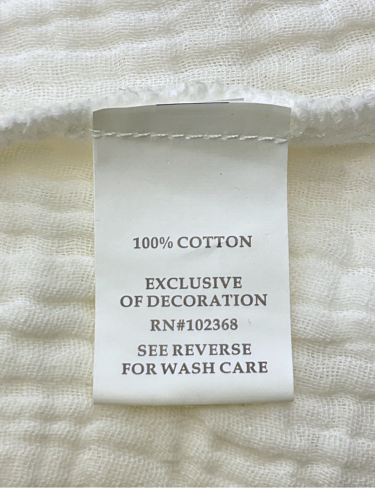 100% COTTON
EXCLUSIVE
OF DECORATION
RN#102368
SEE REVERSE
FOR WASH CARE